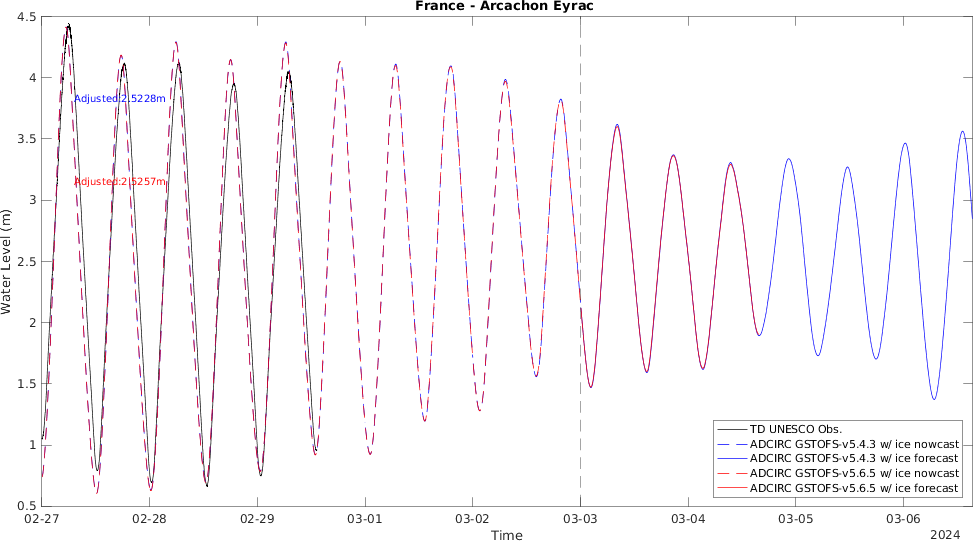 France - Arcachon Eyrac
4.5
4
3.5
3
2.5
2
1.5
1
0.5
Water Level (m)
Adjusted:2.5228m
Adjusted:2.5257m
TD UNESCO Obs.
ADCIRC GSTOFS-v5.4.3 w/ ice nowcast
ADCIRC GSTOFS-v5.4.3 w/ ice forecast
ADCIRC GSTOFS-v5.6.5 w/ ice nowcast
ADCIRC GSTOFS-v5.6.5 w/ ice forecast
02-27 02-28 02-29 03-01 03-02 03-03 03-04 03-05 03-06
Time
2024